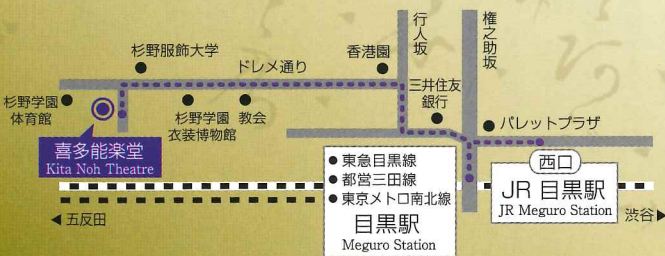 杉野服飾大学
ドレメ通り
香港園
行人坂
権之助坂
杉野学園
体育館
杉野学園
衣装博物館
教会
三井住友
銀行
パレットプラザ
喜多能楽堂
Kita Noh Theatre
東急目黒線
都営三田線
東京メトロ南北線
目黒駅
Meguro Station
西口
JR 目黒駅
JR Meguro Station
五反田
渋谷